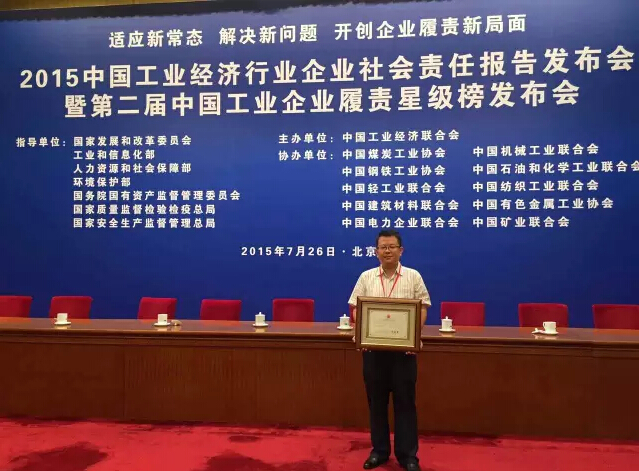 适应新常态 解决新问题 开创企业履责新局面
2015中国工业经济行业企业社会责任报告发布会
暨第二届中国工业企业履责星级榜发布会
指导单位：国家发展和改革委员会
工业和信息化部
人力资源和社会保障部
环境保护部
国务院国有资产监督管理委员会
国家质量监督检验检疫总局
国家安全生产监督管理总局
主办单位：中国工业经济联合会
协办单位：中国煤炭工业协会 中国机械工业联合会
中国钢铁工业协会 中国石油和化学工业联合会
中国轻工业联合会 中国纺织工业联合会
中国建筑材料联合会 中国有色金属工业协会
中国电力企业联合会 中国矿业联合会
2015年7月26日·北京